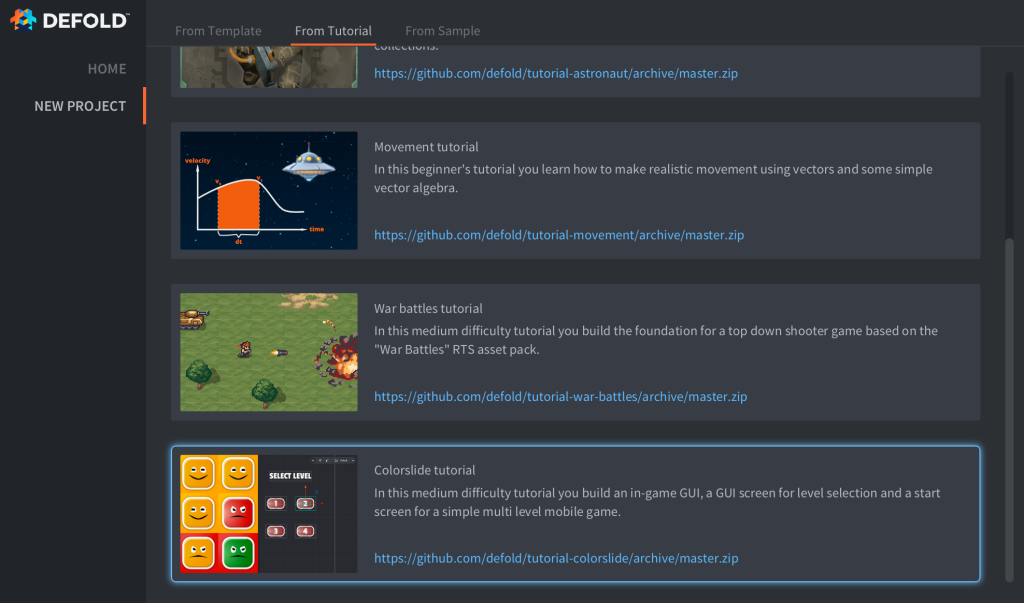 DEFOLD™
From Template
From Tutorial
From Sample
HOME
NEW PROJECT
collections.
https://github.com/defold/tutorial-astronaut/archive/master.zip
velocity
v
v
time
dt
Movement tutorial
In this beginner's tutorial you learn how to make realistic movement using vectors and some simple
vector algebra.
https://github.com/defold/tutorial-movement/archive/master.zip
War battles tutorial
In this medium difficulty tutorial you build the foundation for a top down shooter game based on the
"War Battles" RTS asset pack.
https://github.com/defold/tutorial-war-battles/archive/master.zip
SELECT LEVEL
1
2
3
4
Colorslide tutorial
In this medium difficulty tutorial you build an in-game GUI, a GUI screen for level selection and a start
screen for a simple multi level mobile game.
https://github.com/defold/tutorial-colorslide/archive/master.zip